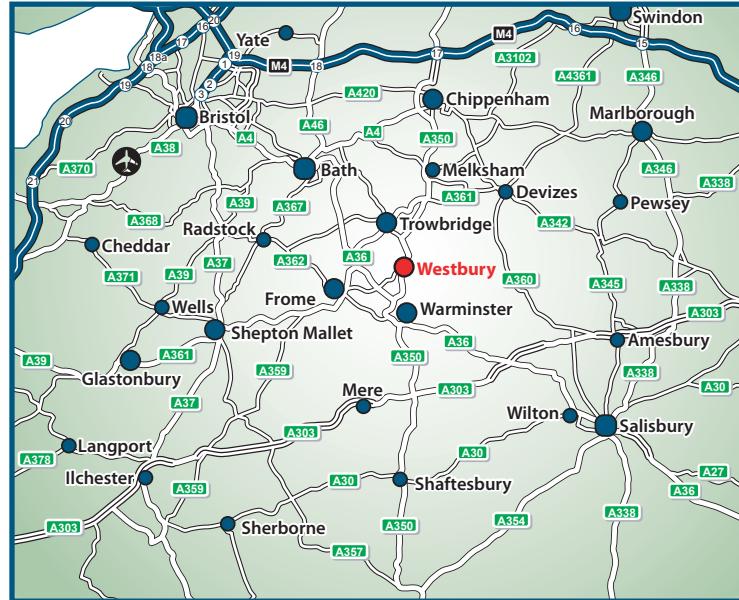 Swindon
20
17
16
Yate
19
M4
17
M4
16
15
18a
18
1
18
A3102
19
2
A4361
A346
3
A420
Chippenham
20
Bristol
A46
A4
Marlborough
A38
A4
A350
A370
Bath
Melksham
A346
21
A361
Devizes
A338
A39
A367
Pewsey
A368
Trowbridge
A342
Radstock
Cheddar
A37
A362
A36
Westbury
A371
A39
A360
A345
A338
Frome
Wells
Warminster
A303
Shepton Mallet
A350
A36
Amesbury
A39
A361
A359
A338
Glastonbury
Mere
A303
A30
A37
Wilton
Salisbury
A303
Langport
A378
A30
A27
Ilchester
A359
A30
Shaftesbury
A36
A303
Sherborne
A350
A354
A338
A357